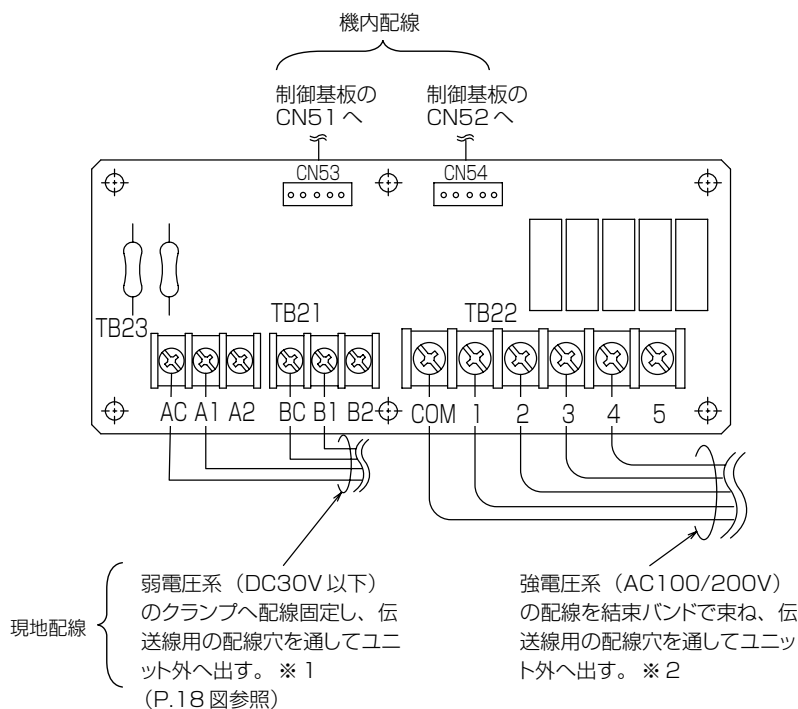 機内配線
制御基板の
CN51へ
制御基板の
CN52へ
CN53
CN54
TB23
TB21
TB22
AC A1 A2
BC B1 B2
COM 1 2 3 4 5
現地配線
弱電圧系（DC30V以下）
のクランプへ配線固定し、伝
送線用の配線穴を通してユニ
ット外へ出す。※1
（P.18図参照）
強電圧系（AC100/200V）
の配線を結束バンドで束ね、伝
送線用の配線穴を通してユニッ
ト外へ出す。※2